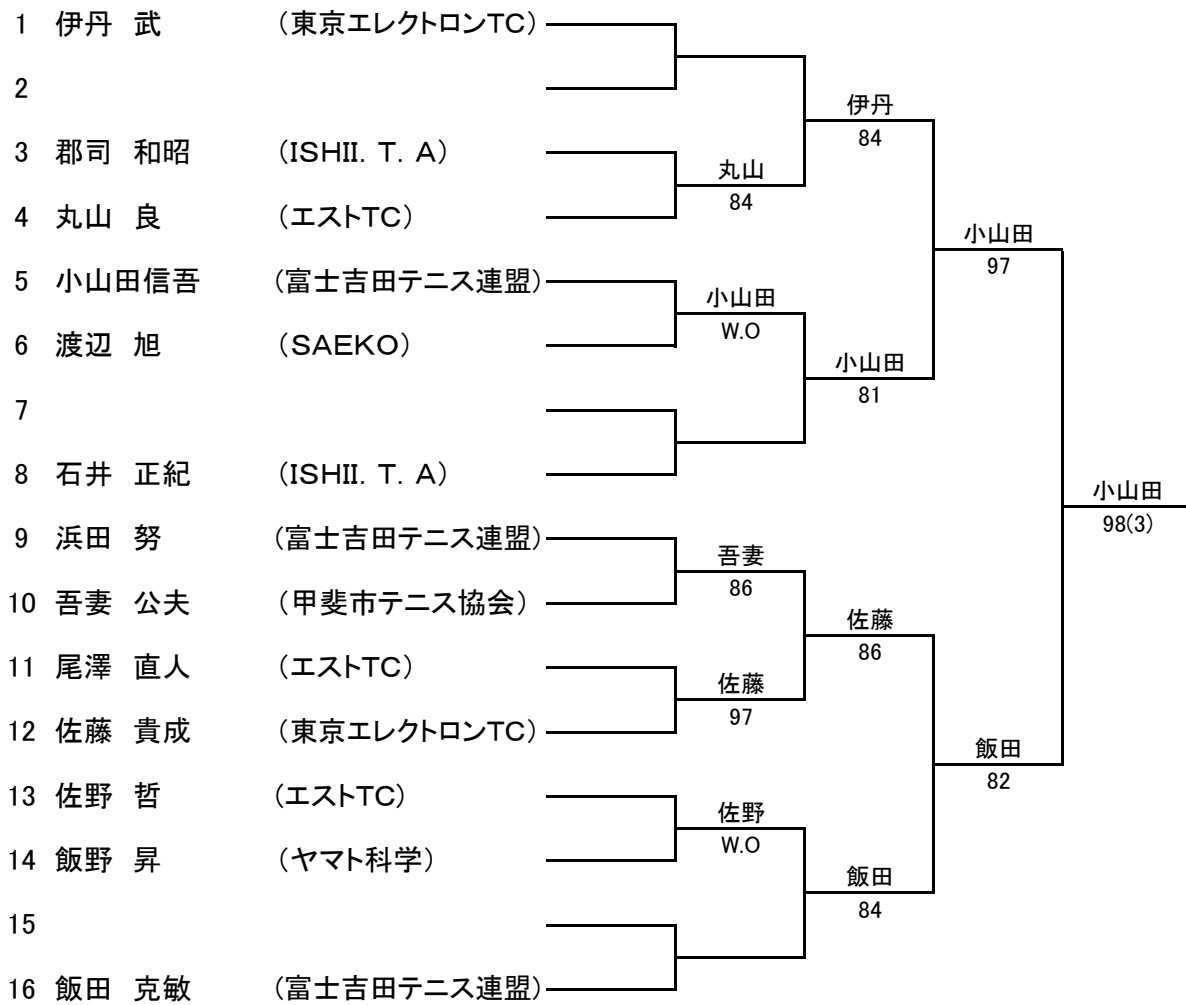 1 伊丹 武 (東京エレクトロンTC)
2
伊丹
84
3 郡司 和昭 (ISHII. T. A)
丸山
84
4 丸山 良 (エストTC)
小山田
97
5 小山田信吾 (富士吉田テニス連盟)
小山田
W.O
6 渡辺 旭 (SAEKO)
小山田
81
7
8 石井 正紀 (ISHII. T. A)
小山田
98(3)
9 浜田 努 (富士吉田テニス連盟)
吾妻
86
10 吾妻 公夫 (甲斐市テニス協会)
佐藤
86
11 尾澤 直人 (エストTC)
佐藤
97
12 佐藤 貴成 (東京エレクトロンTC)
飯田
82
13 佐野 哲 (エストTC)
佐野
W.O
14 飯野 昇 (ヤマト科学)
飯田
84
15
16 飯田 克敏 (富士吉田テニス連盟)